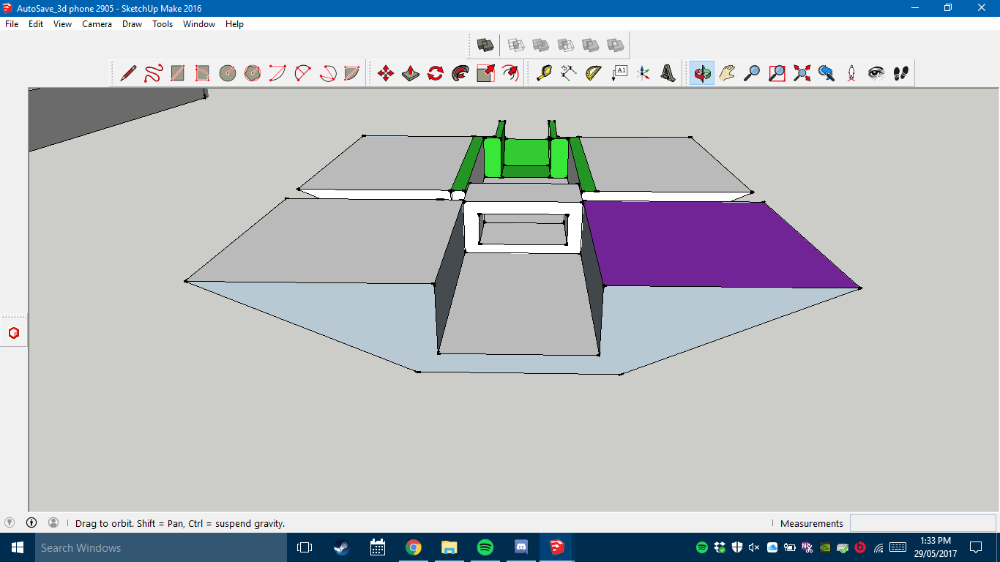 AutoSave_3d phone 2905 - SketchUp Make 2016
File Edit View Camera Draw Tools Window Help
A1
Drag to orbit. Shift = Pan, Ctrl = suspend gravity.
Measurements
Search Windows
1:33 PM
29/05/2017